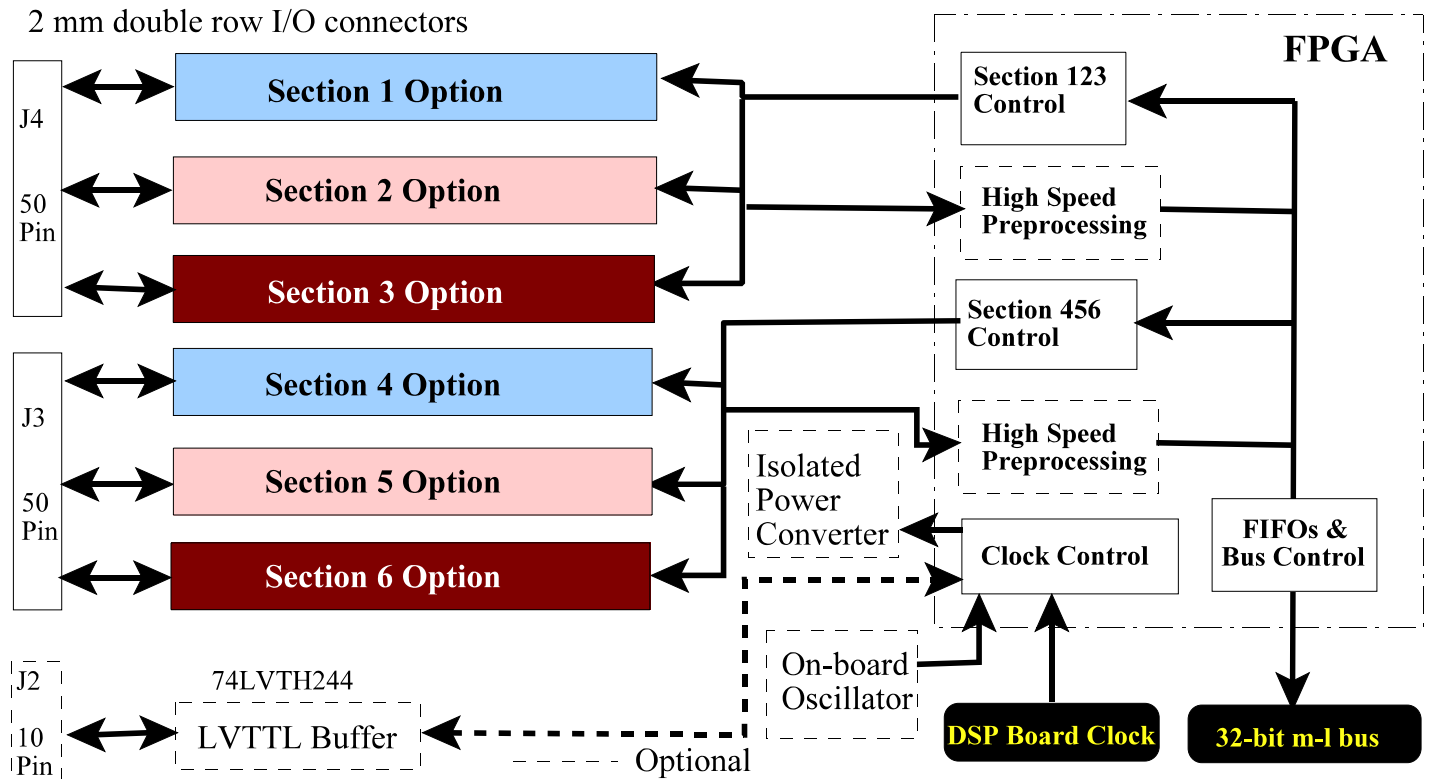 2 mm double row I/O connectors
J4
50
Pin
Section 1 Option
Section 2 Option
Section 3 Option
J3
50
Pin
Section 4 Option
Section 5 Option
Section 6 Option
J2
10
Pin
74LVTH244
LVTTL Buffer
Optional
FPGA
Section 123
Control
High Speed
Preprocessing
Section 456
Control
High Speed
Preprocessing
Isolated
Power
Converter
Clock Control
FIFOs &
Bus Control
On-board
Oscillator
DSP Board Clock
32-bit m-l bus